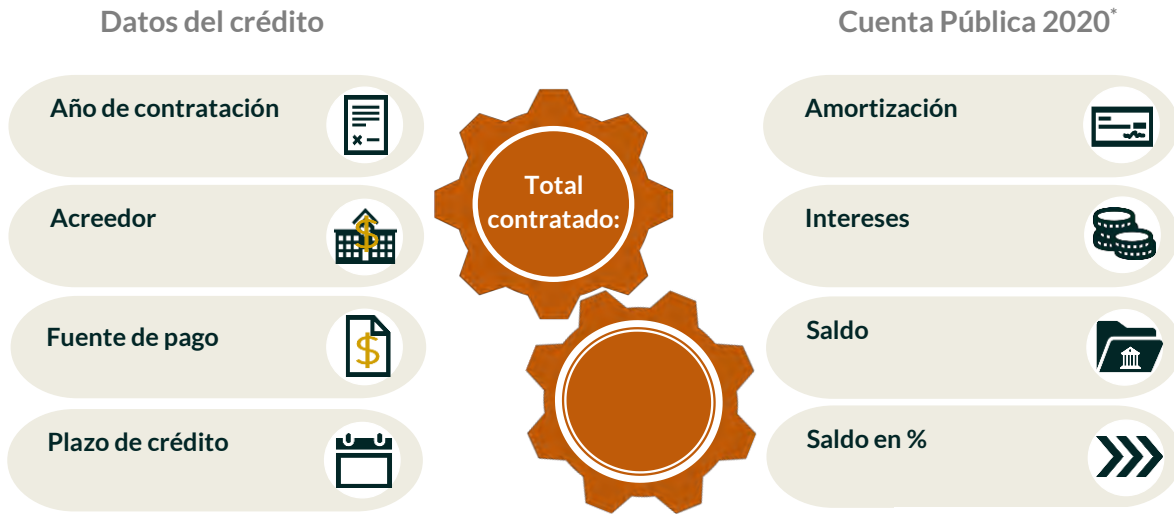 Datos del crédito
Año de contratación
Acreedor
Fuente de pago
Plazo de crédito
Total
contratado:
Cuenta Pública 2020*
Amortización
Intereses
Saldo
Saldo en %